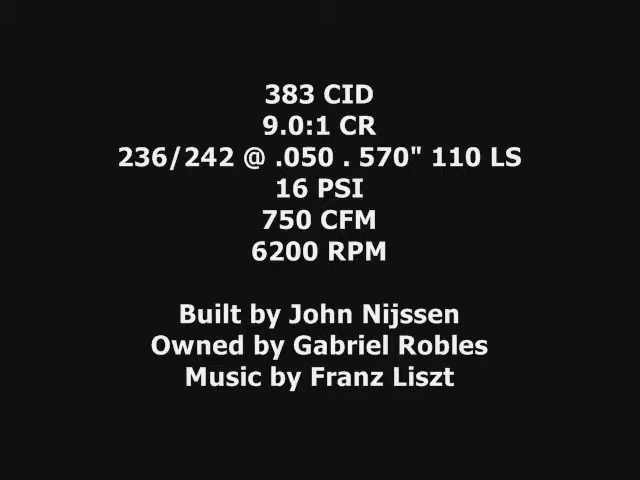 383 CID
9.0:1 CR
236/242 @ .050 . 570" 110 LS
16 PSI
750 CFM
6200 RPM
Built by John Nijssen
Owned by Gabriel Robles
Music by Franz Liszt